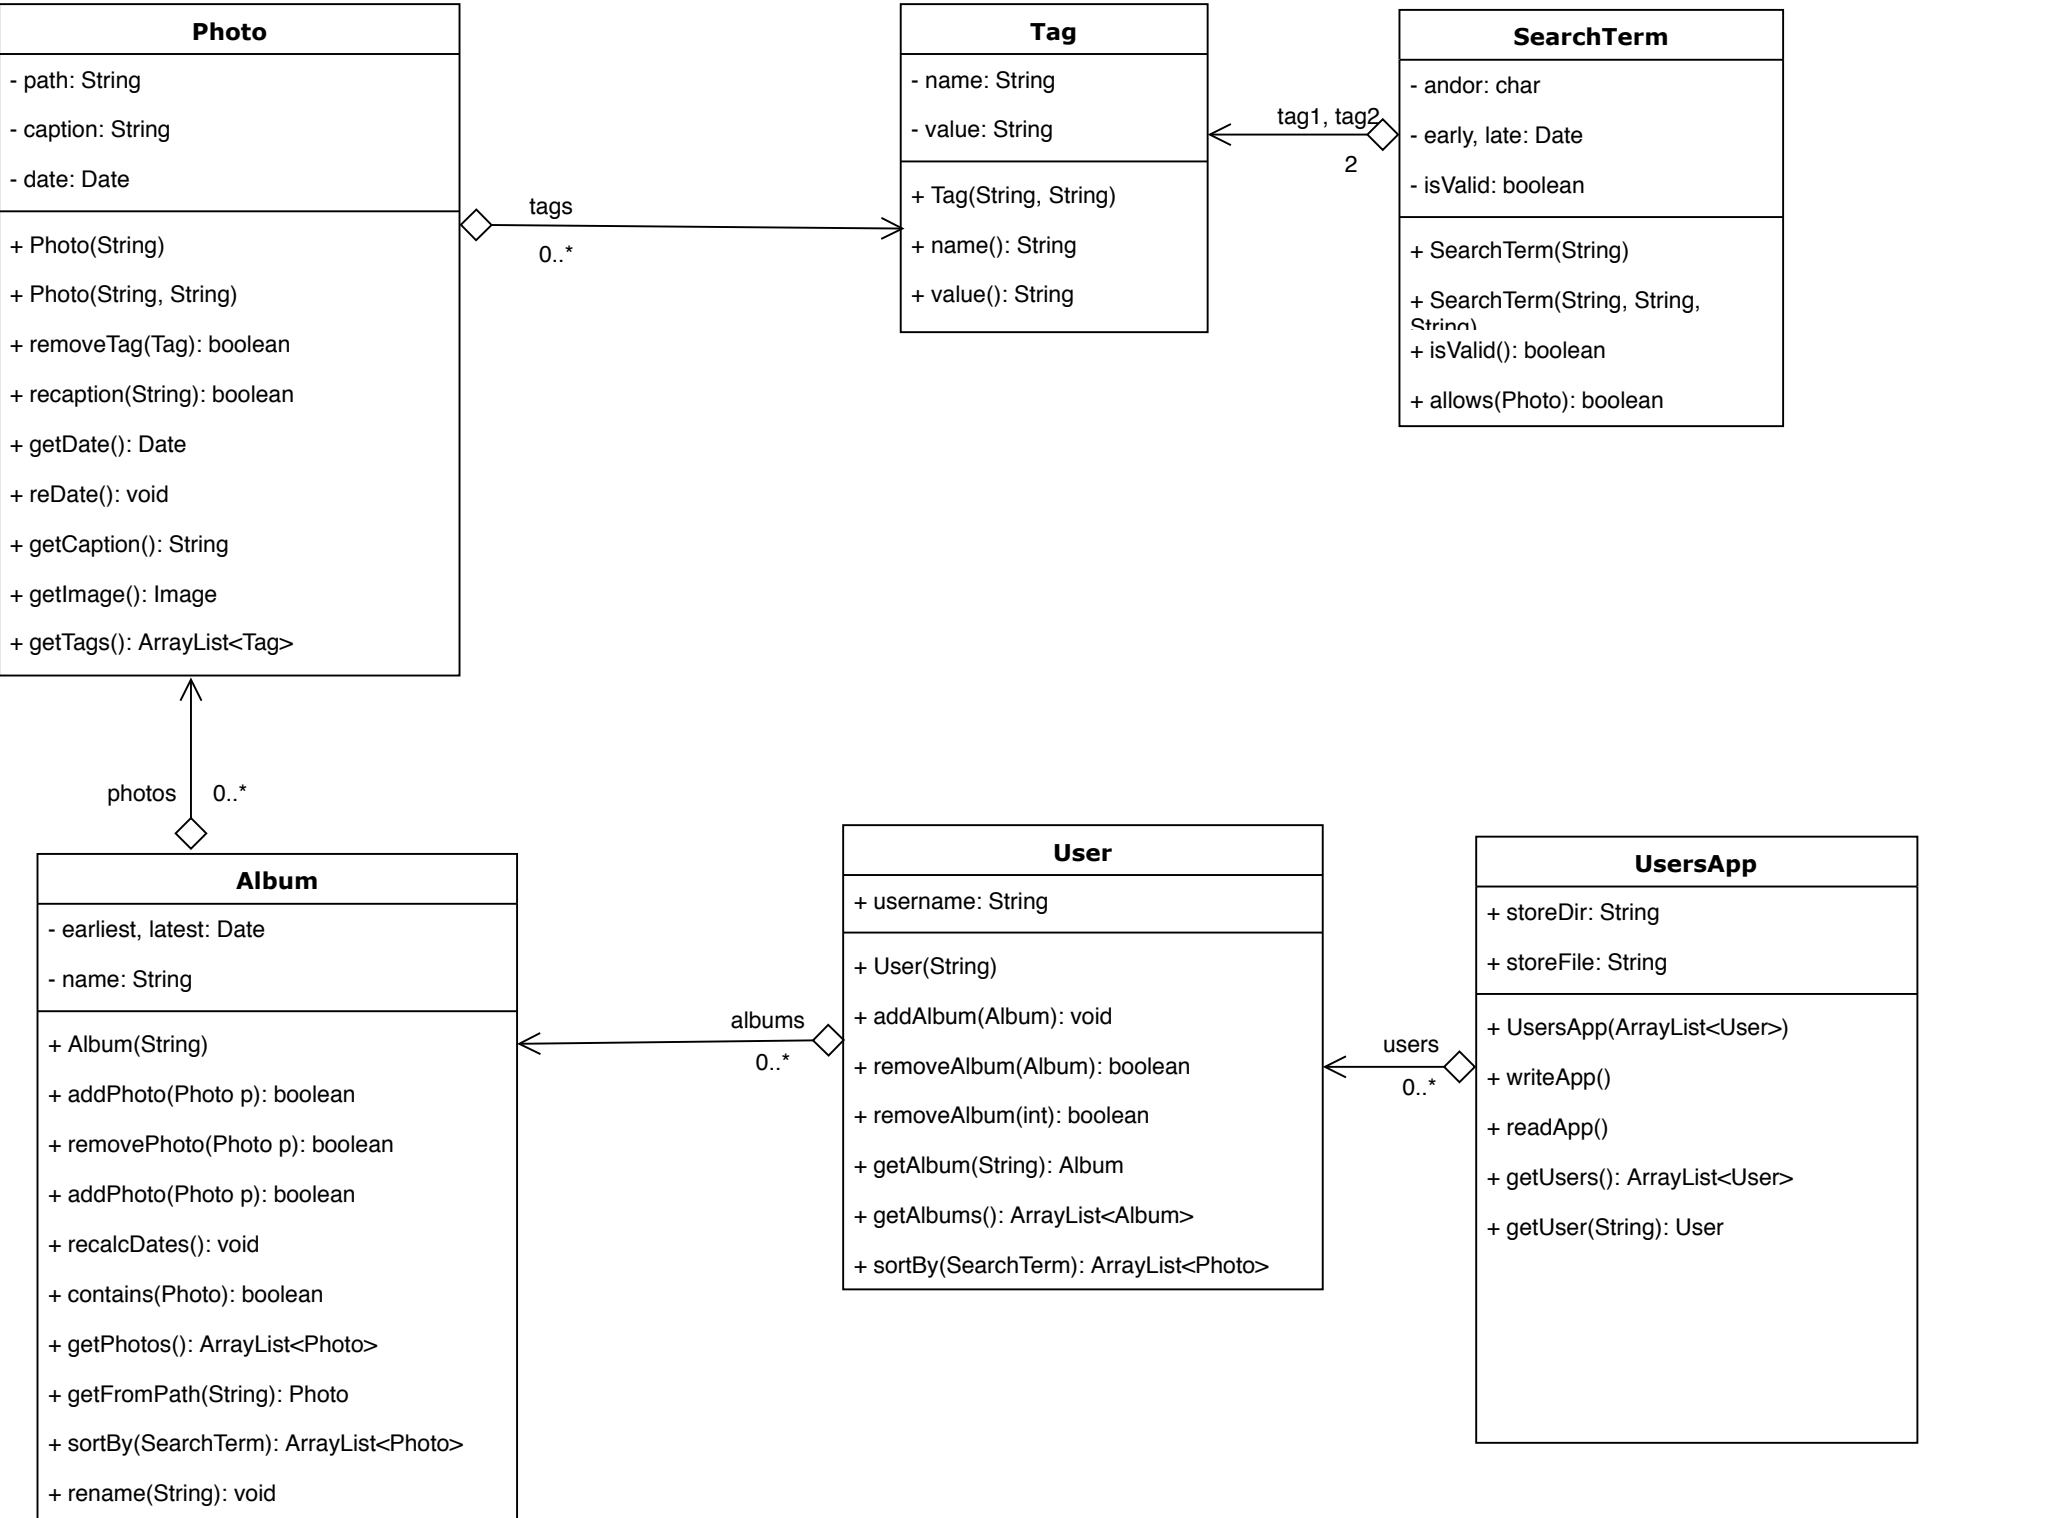 Photo
- path: String
- caption: String
- date: Date
+ Photo(String)
+ Photo(String, String)
+ removeTag(Tag): boolean
+ recaption(String): boolean
+ getDate(): Date
+ reDate(): void
+ getCaption(): String
+ getImage(): Image
+ getTags(): ArrayList<Tag>
tags
0..*
Tag
- name: String
- value: String
+ Tag(String, String)
+ name(): String
+ value(): String
tag1, tag2
2
SearchTerm
- andor: char
- early, late: Date
- isValid: boolean
+ SearchTerm(String)
+ SearchTerm(String, String,
String)
+ isValid(): boolean
+ allows(Photo): boolean
photos
0..*
Album
- earliest, latest: Date
- name: String
+ Album(String)
+ addPhoto(Photo p): boolean
+ removePhoto(Photo p): boolean
+ addPhoto(Photo p): boolean
+ recalcDates(): void
+ contains(Photo): boolean
+ getPhotos(): ArrayList<Photo>
+ getFromPath(String): Photo
+ sortBy(SearchTerm): ArrayList<Photo>
+ rename(String): void
albums
0..*
User
+ username: String
+ User(String)
+ addAlbum(Album): void
+ removeAlbum(Album): boolean
+ removeAlbum(int): boolean
+ getAlbum(String): Album
+ getAlbums(): ArrayList<Album>
+ sortBy(SearchTerm): ArrayList<Photo>
users
0..*
UsersApp
+ storeDir: String
+ storeFile: String
+ UsersApp(ArrayList<User>)
+ writeApp()
+ readApp()
+ getUsers(): ArrayList<User>
+ getUser(String): User